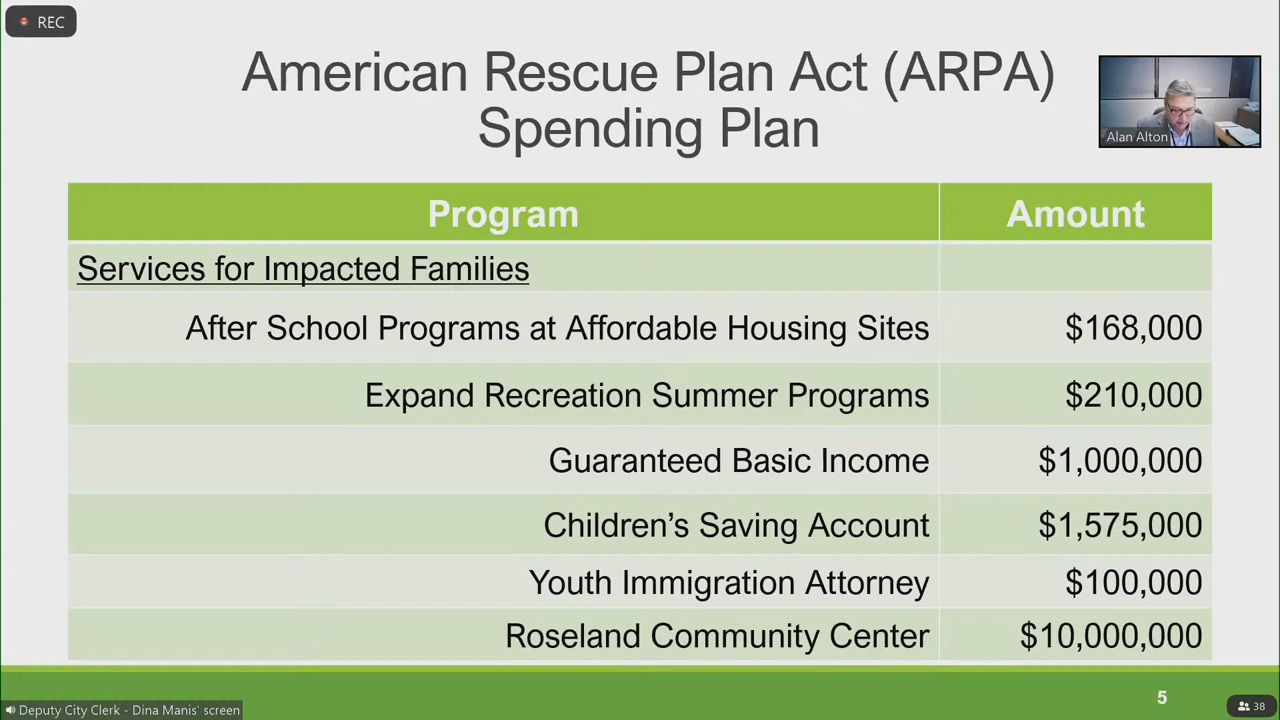 REC
American Rescue Plan Act (ARPA)
Spending Plan
Alan Alton
Program Amount
Services for Impacted Families
After School Programs at Affordable Housing Sites $168,000
Expand Recreation Summer Programs $210,000
Guaranteed Basic Income $1,000,000
Children’s Saving Account $1,575,000
Youth Immigration Attorney $100,000
Roseland Community Center $10,000,000
5
Deputy City Clerk - Dina Manis' screen
38